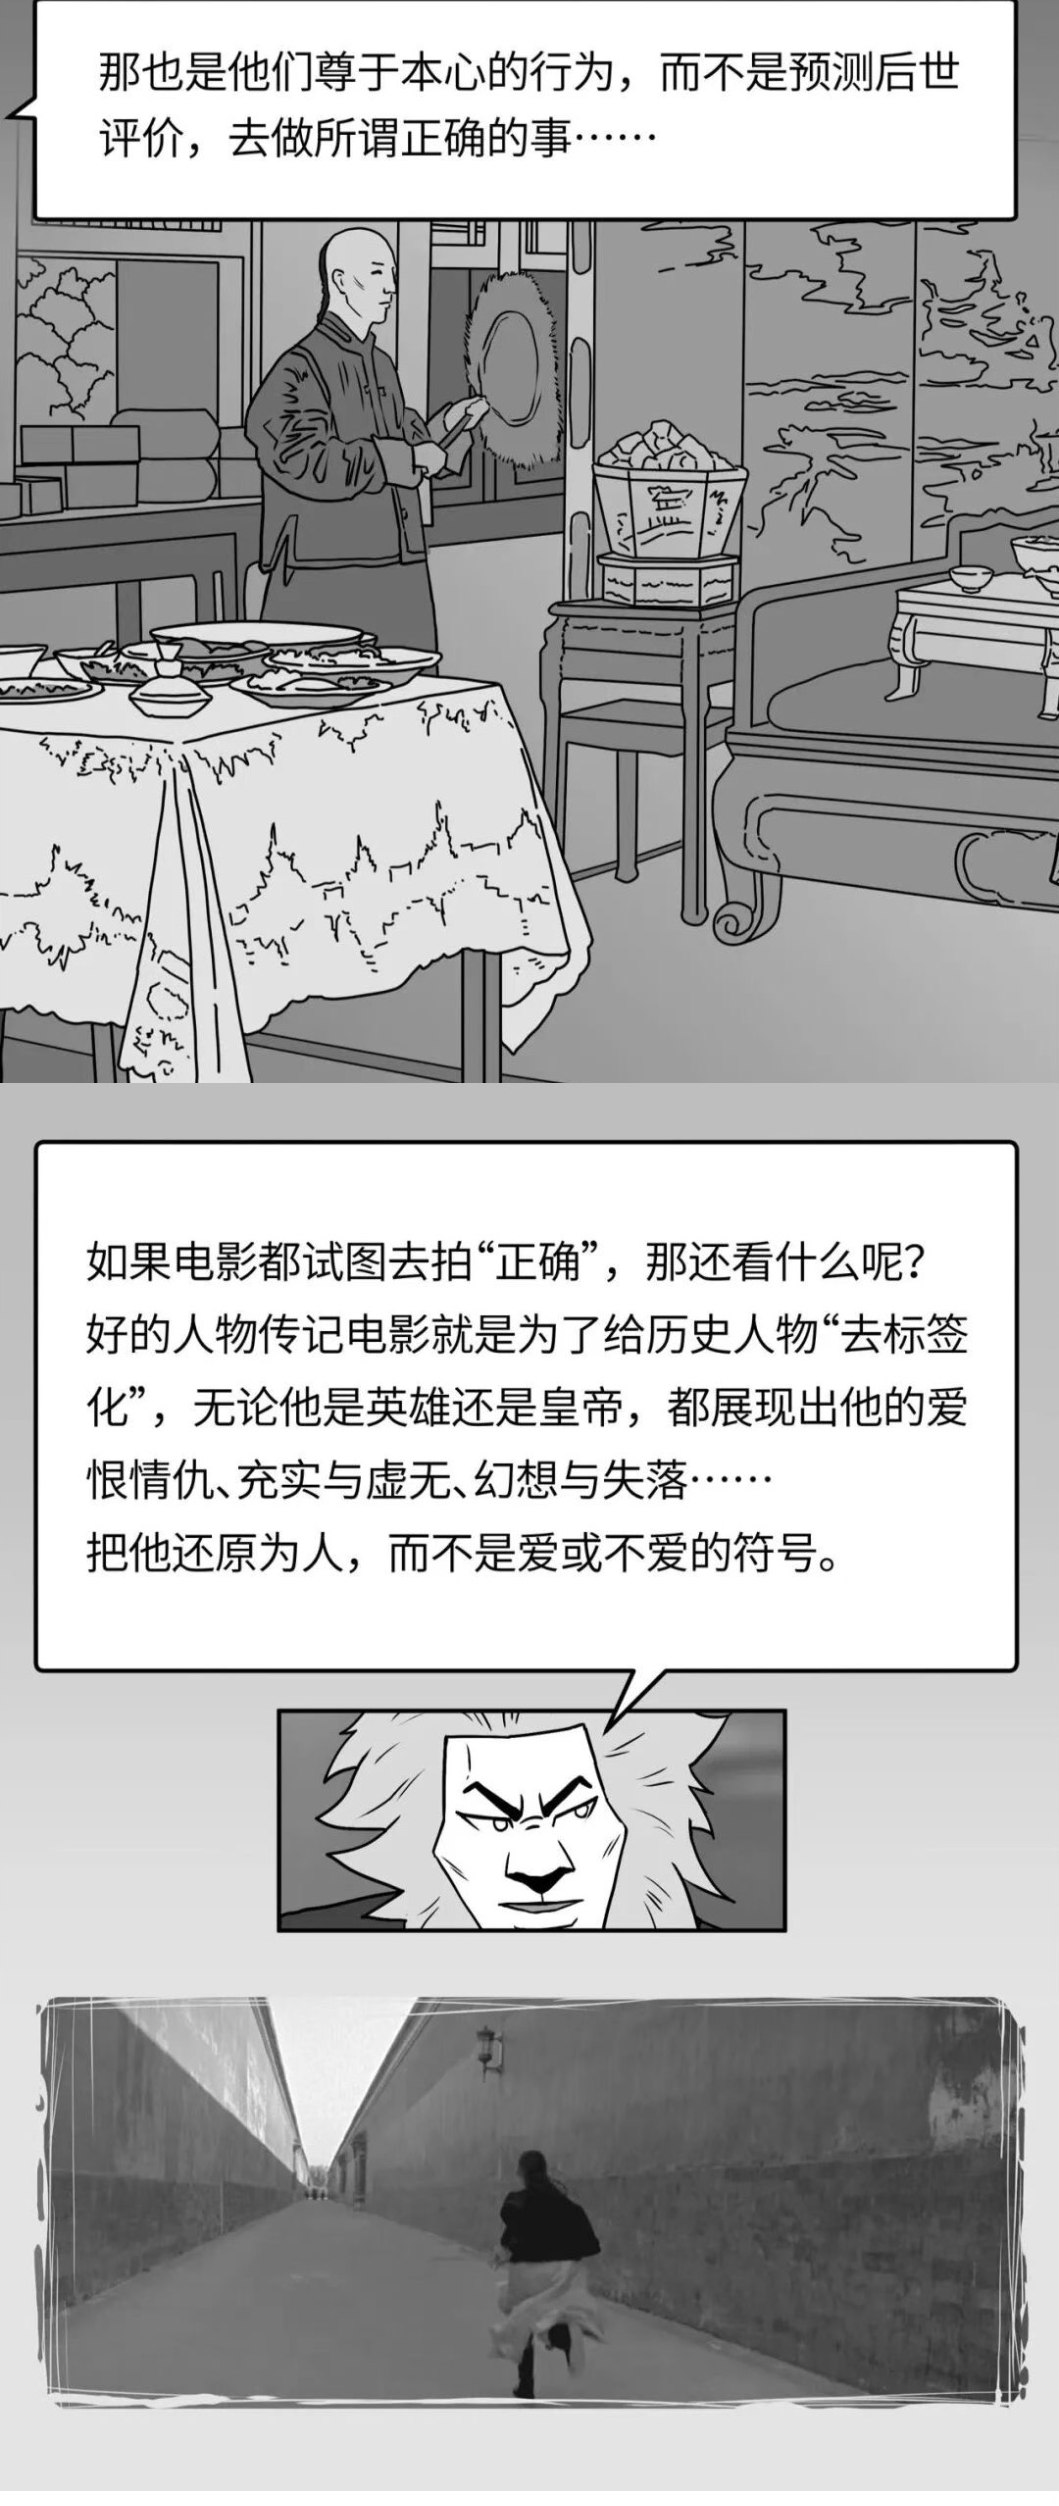 那也是他们尊于本心的行为，而不是预测后世
评价，去做所谓正确的事……
如果电影都试图去拍“正确”，那还看什么呢？
好的人物传记电影就是为了给历史人物“去标签
化”，无论他是英雄还是皇帝，都展现出他的爱
恨情仇、充实与虚无、幻想与失落……
把他还原为人，而不是爱或不爱的符号。